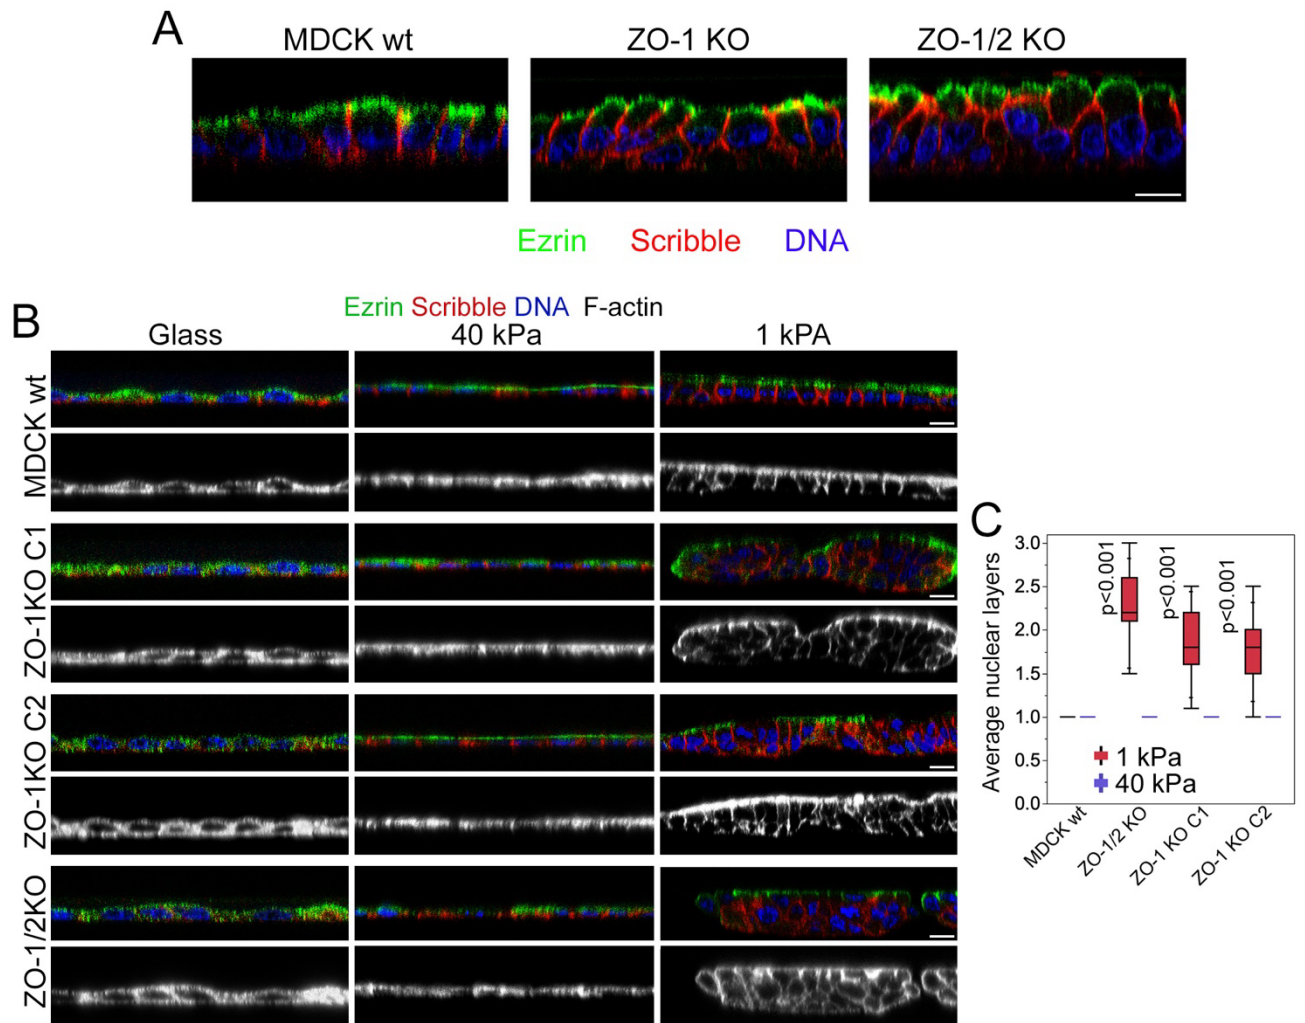 A
MDCK wt
ZO-1 KO
ZO-1/2 KO
Ezrin Scribble DNA
B
Ezrin Scribble DNA F-actin
Glass
40 kPa
1 kPA
MDCK wt
ZO-1KO C1
ZO-1KO C2
ZO-1/2KO
C
Average nuclear layers
3.0
2.5
2.0
1.5
1.0
0.5
0.0
p<0.001
p<0.001
p<0.001
1 kPa
40 kPa
MDCK wt
ZO-1/2 KO
ZO-1 KO C1
ZO-1 KO C2